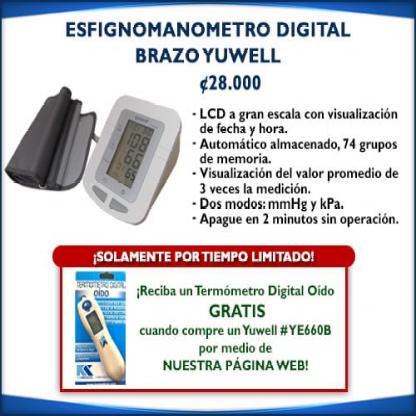 ESFIGNOMANOMETRO DIGITAL
BRAZO YUWELL
¢28.000
- LCD a gran escala con visualización
de fecha y hora.
- Automático almacenado, 74 grupos
de memoria.
- Visualización del valor promedio de
3 veces la medición.
- Dos modos: mmHg y kPa.
- Apague en 2 minutos sin operación.
¡SOLAMENTE POR TIEMPO LIMITADO!
TERMOMETRO DIGITAL
OIDO
¡Reciba un Termómetro Digital Oído
GRATIS
cuando compre un Yuwell #YE660B
por medio de
NUESTRA PÁGINA WEB!